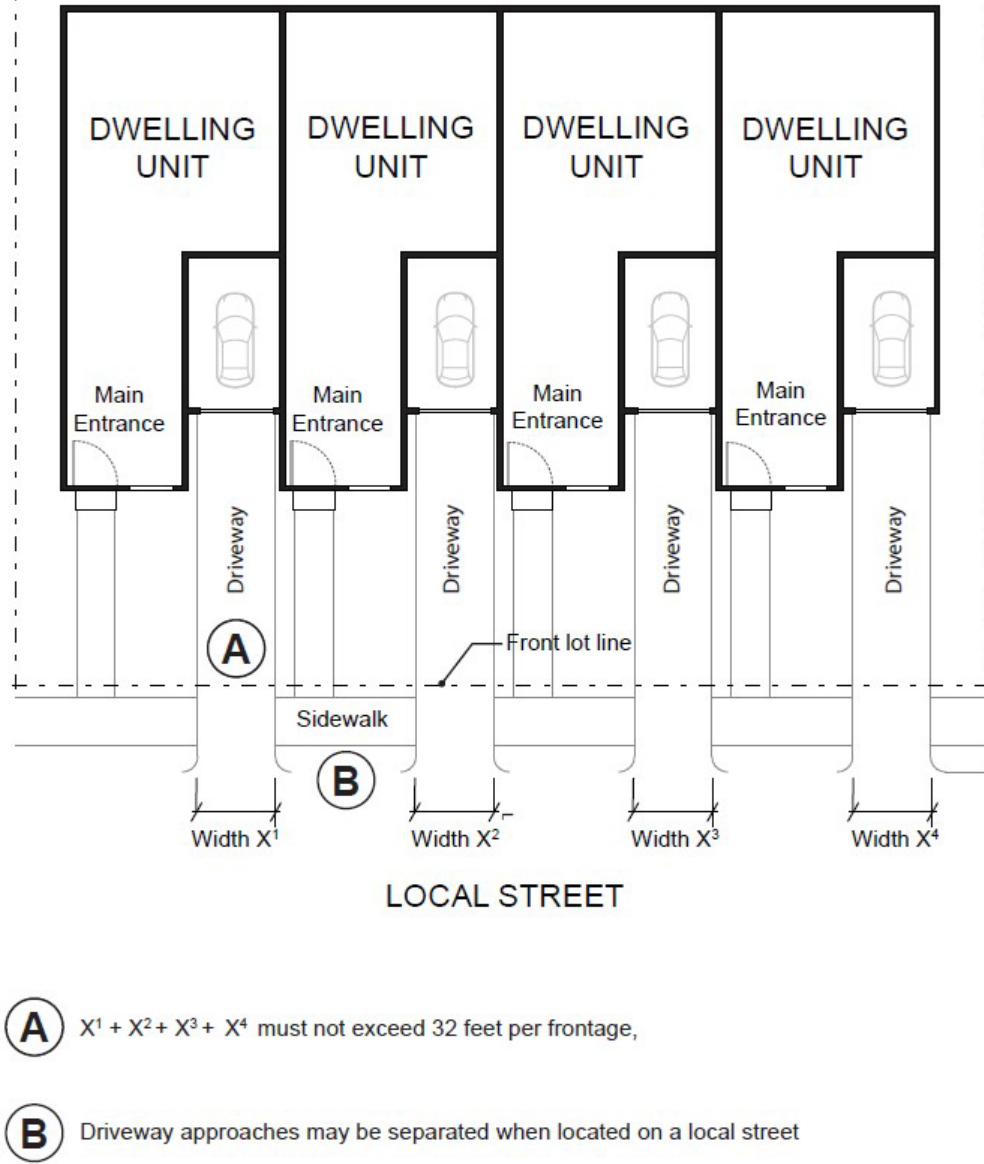 DWELLING
UNIT
DWELLING
UNIT
DWELLING
UNIT
DWELLING
UNIT
Main
Entrance
Main
Entrance
Main
Entrance
Main
Entrance
Driveway
Driveway
Driveway
Driveway
A
Front lot line
Sidewalk
B
Width X¹
Width X²
Width X³
Width X⁴
LOCAL STREET
A X¹ + X² + X³ + X⁴ must not exceed 32 feet per frontage,
B Driveway approaches may be separated when located on a local street